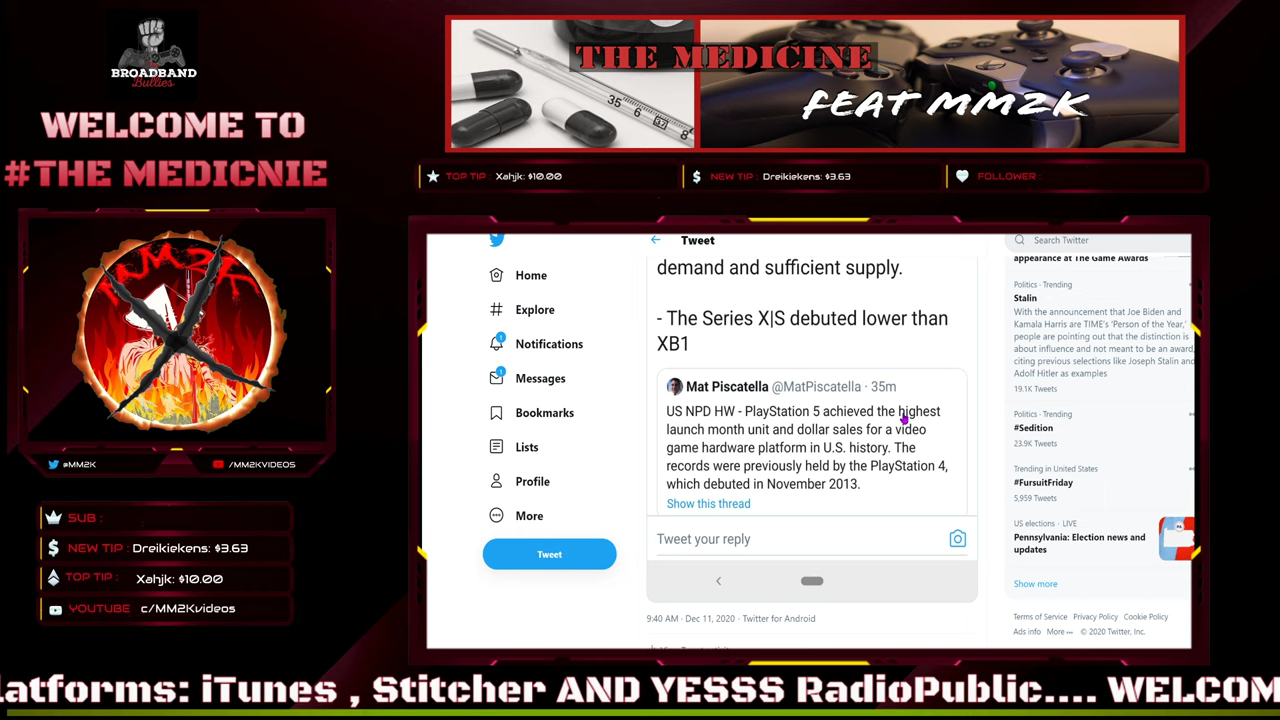 BROADBAND
Bullies
WELCOME TO
#THE MEDICNIE
MM2K
@MM2K
/MM2KVIDEOS
SUB :
NEW TIP : Dreikiekens: $3.63
TOP TIP : Xahjk: $10.00
YOUTUBE c/MM2Kvideos
THE MEDICINE
FEAT MM2K
35
6
TOP TIP : Xahjk: $10.00
NEW TIP : Dreikiekens: $3.63
FOLLOWER :
Home
Explore
1
Notifications
1
Messages
Bookmarks
Lists
Profile
More
Tweet
← Tweet
demand and sufficient supply.
- The Series X|S debuted lower than
XB1
Mat Piscatella @MatPiscatella · 35m
US NPD HW - PlayStation 5 achieved the highest
launch month unit and dollar sales for a video
game hardware platform in U.S. history. The
records were previously held by the PlayStation 4,
which debuted in November 2013.
Show this thread
Tweet your reply
9:40 AM · Dec 11, 2020 · Twitter for Android
Search Twitter
appearance at The Game Awards
Politics · Trending
Stalin
With the announcement that Joe Biden and
Kamala Harris are TIME's 'Person of the Year,'
people are pointing out that the distinction is
about influence and not meant to be an award,
citing previous selections like Joseph Stalin and
Adolf Hitler as examples
19.1K Tweets
Politics · Trending
#Sedition
23.9K Tweets
Trending in United States
#FursuitFriday
5,959 Tweets
US elections · LIVE
Pennsylvania: Election news and
updates
Show more
Terms of Service Privacy Policy Cookie Policy
Ads info More ••• © 2020 Twitter, Inc.
latforms: iTunes , Stitcher AND YESSS RadioPublic.... WELCOM